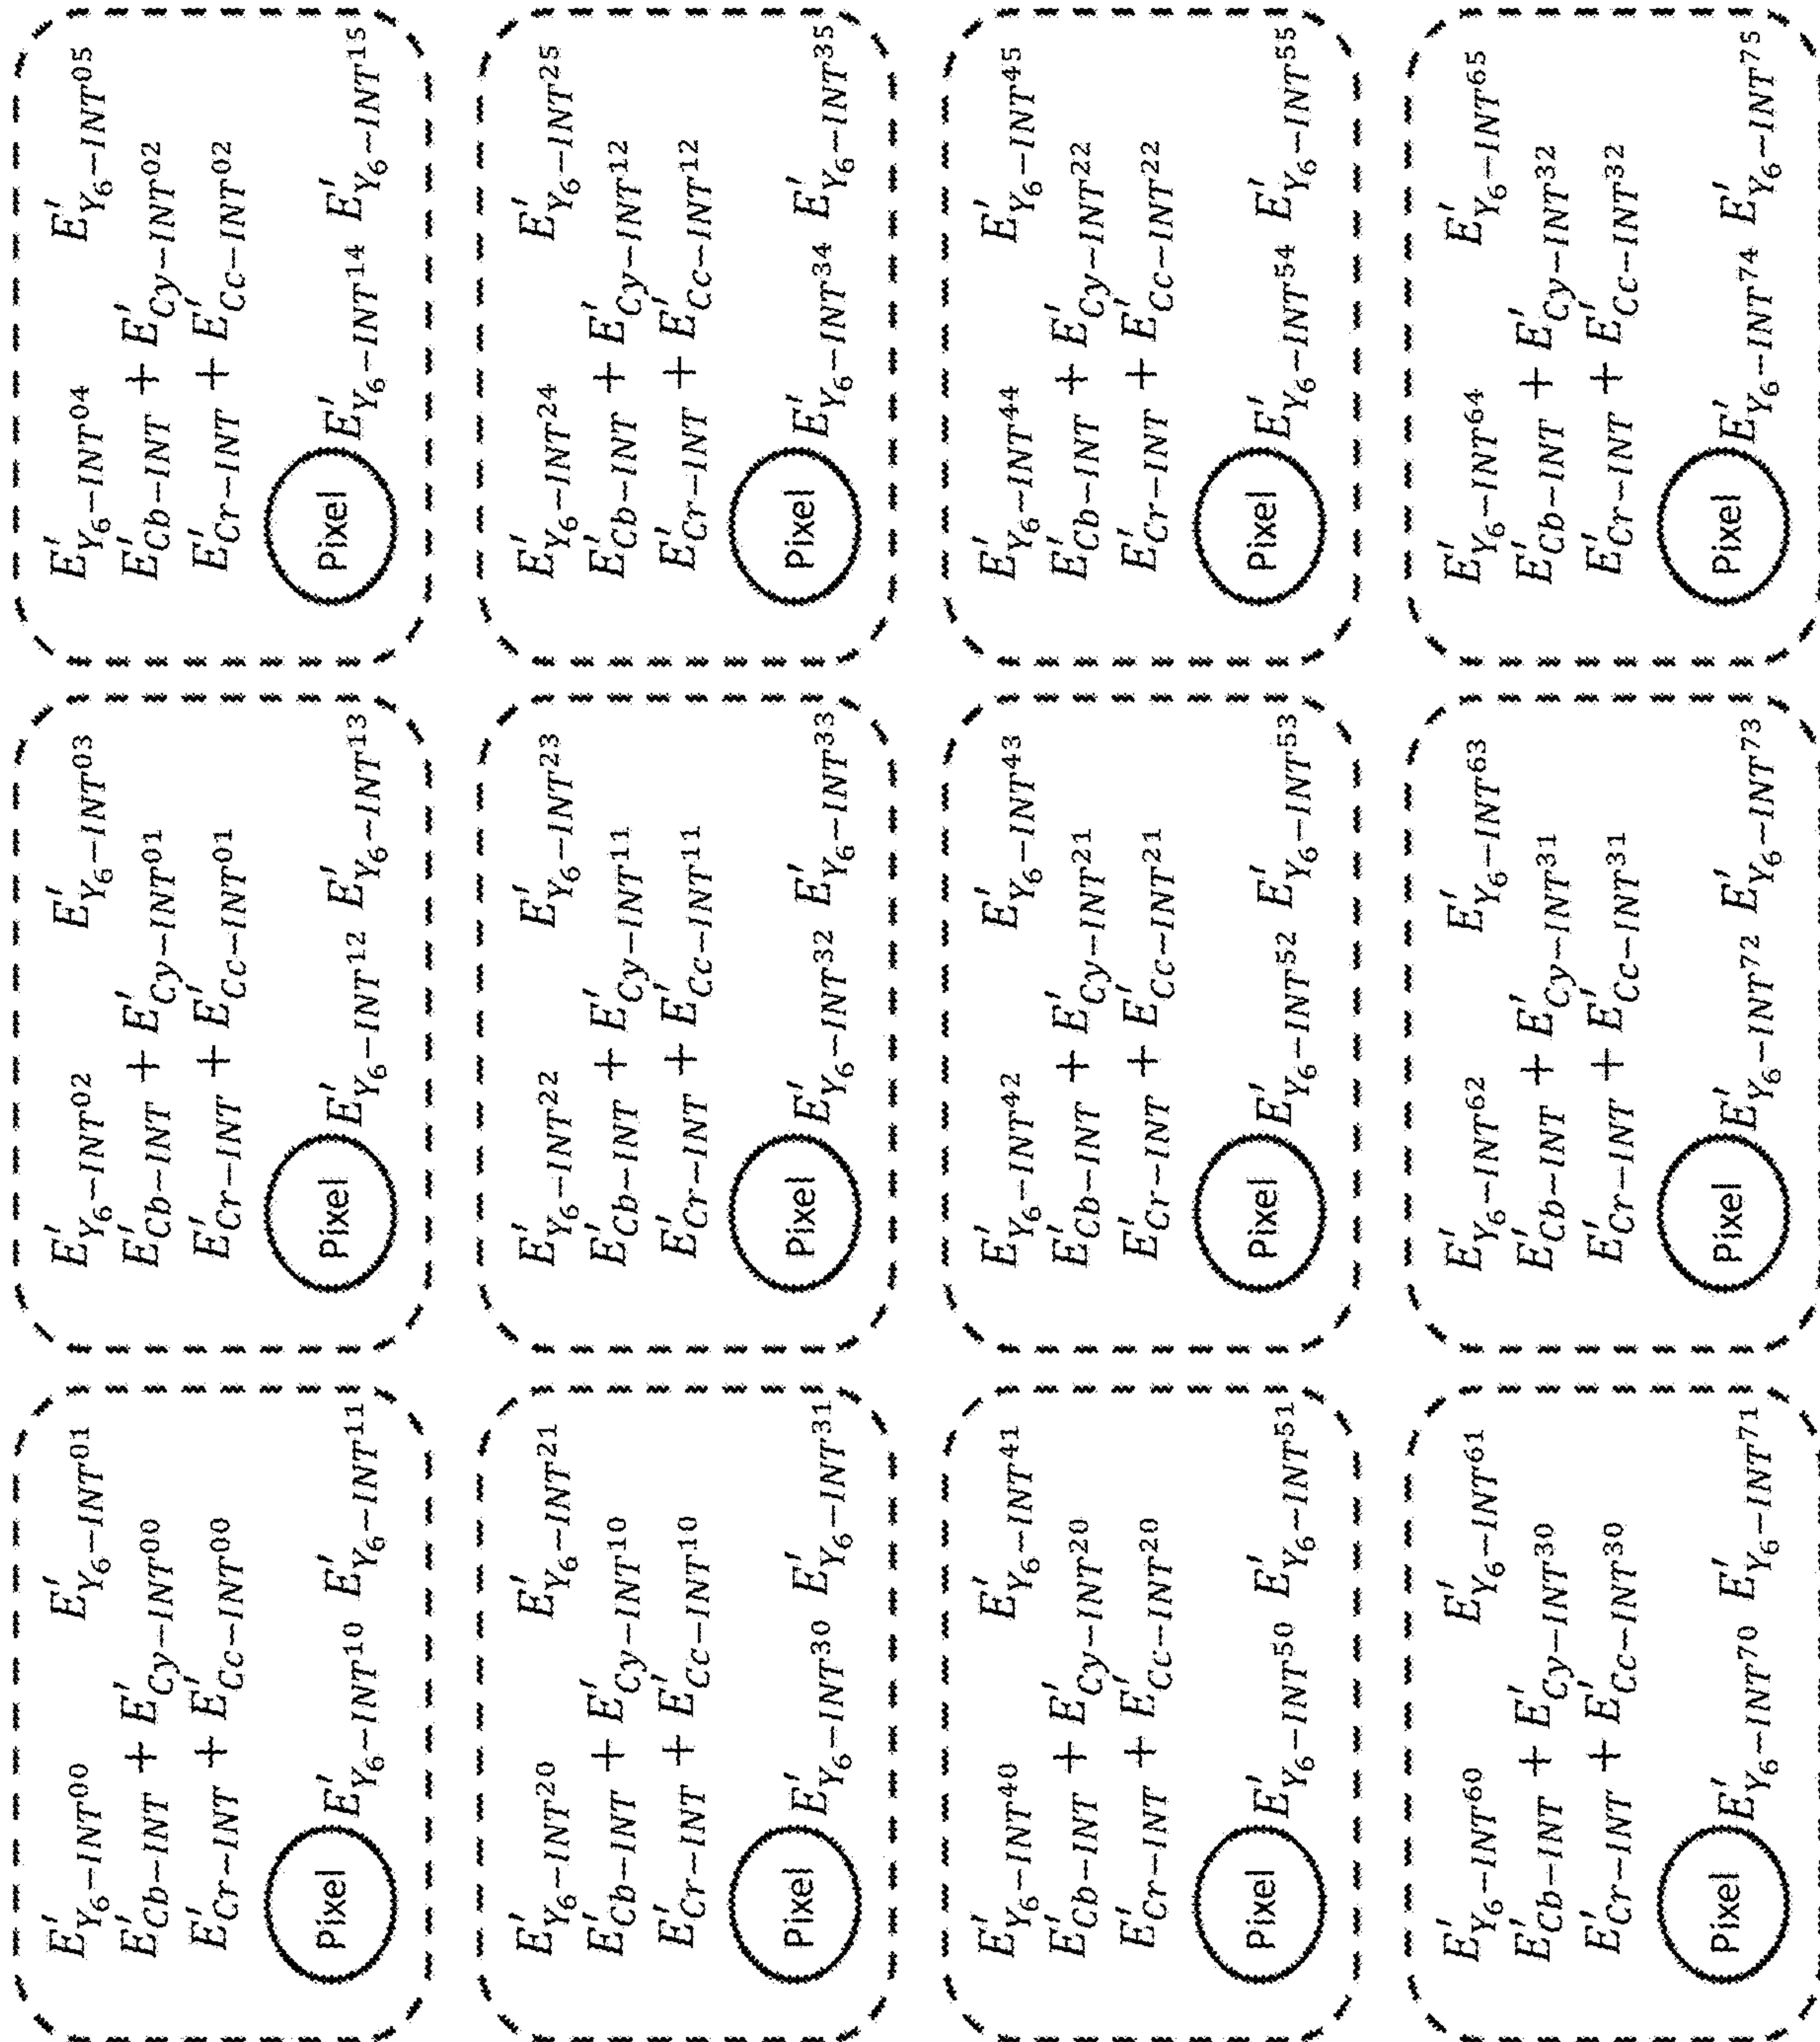 E'Y6−INT00 E'Y6−INT01
E'Cb−INT + E'Cy−INT00
E'Cr−INT + E'Cc−INT00
Pixel E'Y6−INT10 E'Y6−INT11
E'Y6−INT02 E'Y6−INT03
E'Cb−INT + E'Cy−INT01
E'Cr−INT + E'Cc−INT01
Pixel E'Y6−INT12 E'Y6−INT13
E'Y6−INT04 E'Y6−INT05
E'Cb−INT + E'Cy−INT02
E'Cr−INT + E'Cc−INT02
Pixel E'Y6−INT14 E'Y6−INT15
E'Y6−INT20 E'Y6−INT21
E'Cb−INT + E'Cy−INT10
E'Cr−INT + E'Cc−INT10
Pixel E'Y6−INT30 E'Y6−INT31
E'Y6−INT22 E'Y6−INT23
E'Cb−INT + E'Cy−INT11
E'Cr−INT + E'Cc−INT11
Pixel E'Y6−INT32 E'Y6−INT33
E'Y6−INT24 E'Y6−INT25
E'Cb−INT + E'Cy−INT12
E'Cr−INT + E'Cc−INT12
Pixel E'Y6−INT34 E'Y6−INT35
E'Y6−INT40 E'Y6−INT41
E'Cb−INT + E'Cy−INT20
E'Cr−INT + E'Cc−INT20
Pixel E'Y6−INT50 E'Y6−INT51
E'Y6−INT42 E'Y6−INT43
E'Cb−INT + E'Cy−INT21
E'Cr−INT + E'Cc−INT21
Pixel E'Y6−INT52 E'Y6−INT53
E'Y6−INT44 E'Y6−INT45
E'Cb−INT + E'Cy−INT22
E'Cr−INT + E'Cc−INT22
Pixel E'Y6−INT54 E'Y6−INT55
E'Y6−INT60 E'Y6−INT61
E'Cb−INT + E'Cy−INT30
E'Cr−INT + E'Cc−INT30
Pixel E'Y6−INT70 E'Y6−INT71
E'Y6−INT62 E'Y6−INT63
E'Cb−INT + E'Cy−INT31
E'Cr−INT + E'Cc−INT31
Pixel E'Y6−INT72 E'Y6−INT73
E'Y6−INT64 E'Y6−INT65
E'Cb−INT + E'Cy−INT32
E'Cr−INT + E'Cc−INT32
Pixel E'Y6−INT74 E'Y6−INT75